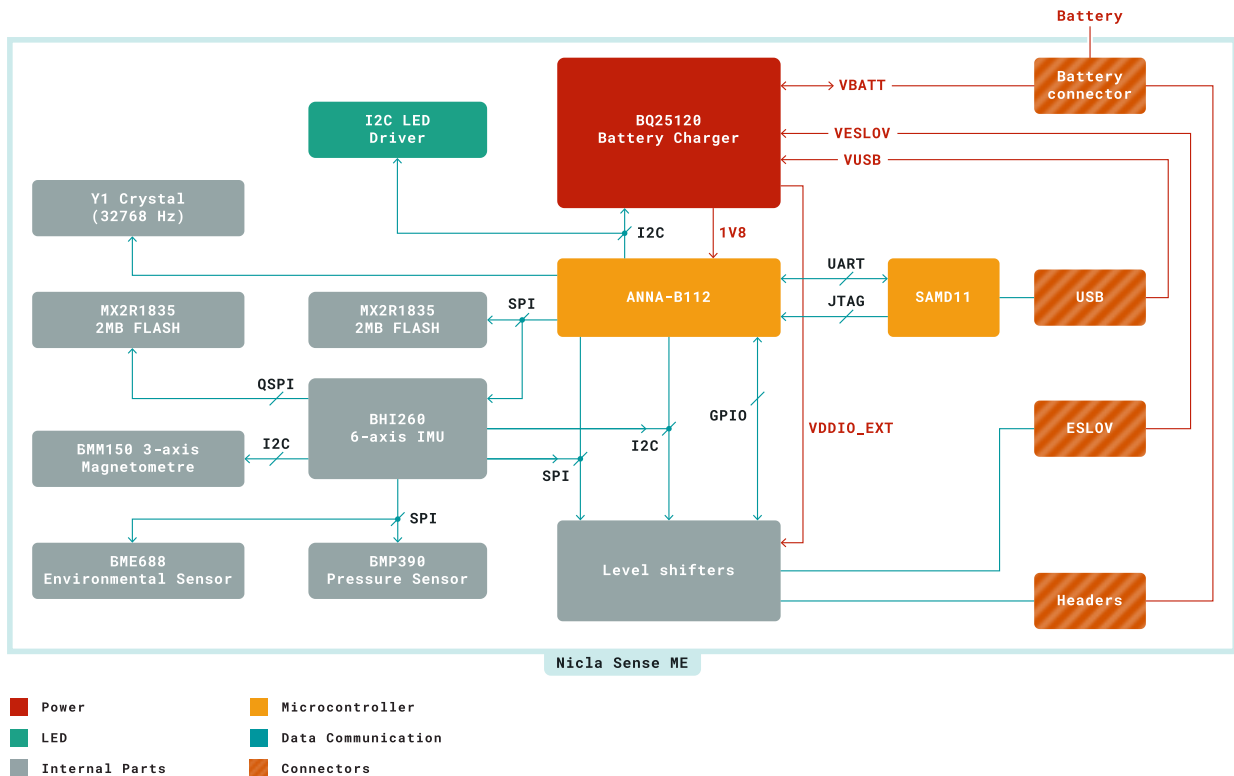 Battery
Battery
connector
VBATT
BQ25120
Battery Charger
I2C LED
Driver
VESLOV
VUSB
Y1 Crystal
(32768 Hz)
I2C
1V8
UART
ANNA-B112
SAMD11
USB
JTAG
MX2R1835
2MB FLASH
MX2R1835
2MB FLASH
SPI
QSPI
BHI260
6-axis IMU
GPIO
VDDIO_EXT
ESLOV
BMM150 3-axis
Magnetometre
I2C
I2C
SPI
SPI
BME688
Environmental Sensor
BMP390
Pressure Sensor
Level shifters
Headers
Nicla Sense ME
Power
Microcontroller
LED
Data Communication
Internal Parts
Connectors